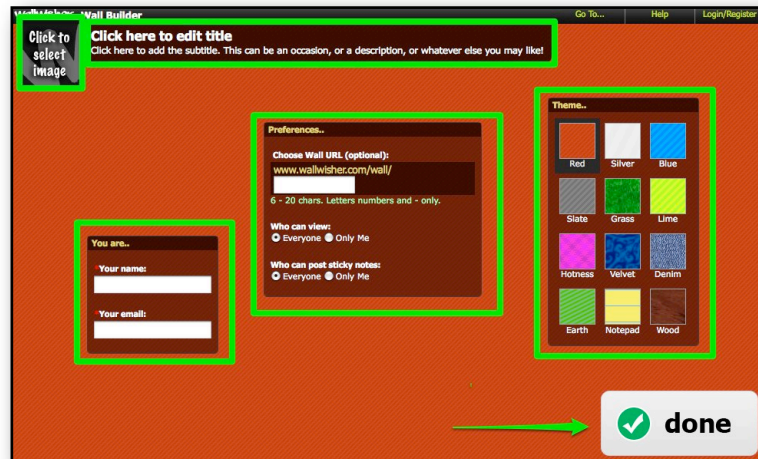 Wallwisher Wall Builder
Go To... Help Login/Register
Click to
select
image
Click here to edit title
Click here to add the subtitle. This can be an occasion, or a description, or whatever else you may like!
Preferences..
Choose Wall URL (optional):
www.wallwisher.com/wall/
6 - 20 chars. Letters numbers and - only.
Who can view:
Everyone Only Me
Who can post sticky notes:
Everyone Only Me
You are..
*Your name:
*Your email:
Theme..
Red Silver Blue
Slate Grass Lime
Hotness Velvet Denim
Earth Notepad Wood
done